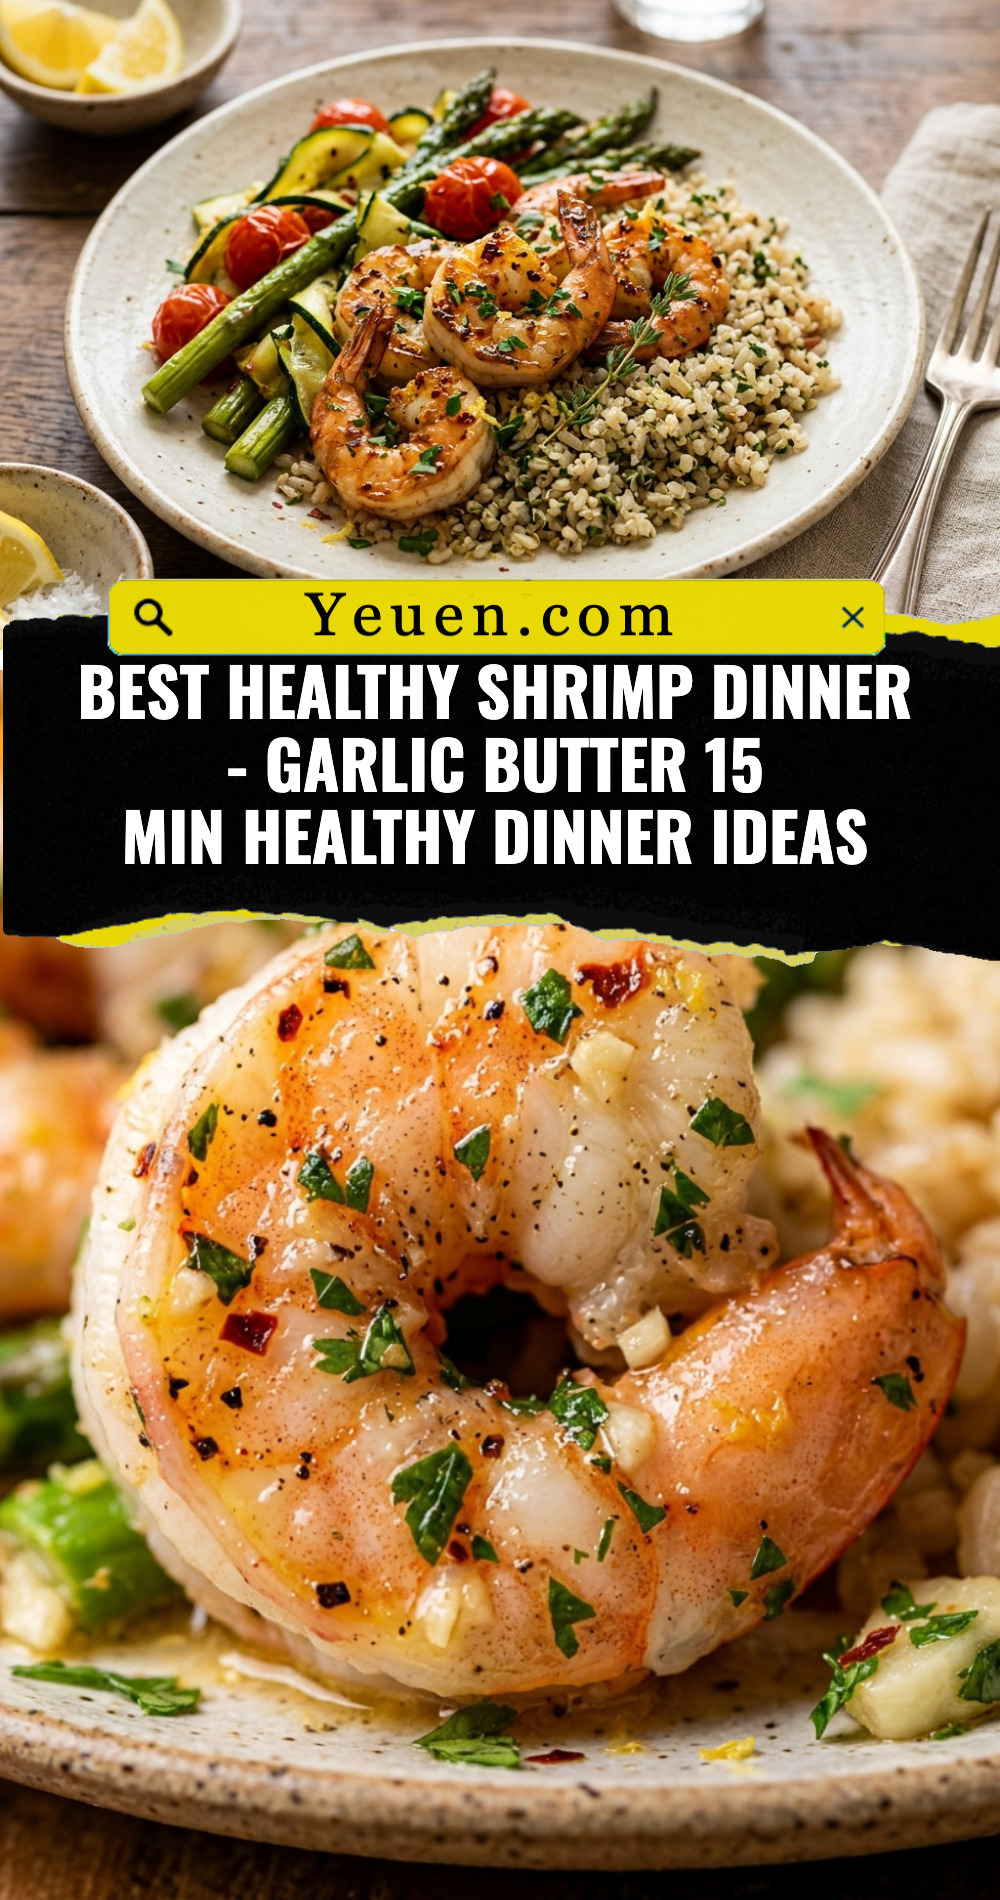 Yeuen.com
BEST HEALTHY SHRIMP DINNER
- GARLIC BUTTER 15
MIN HEALTHY DINNER IDEAS